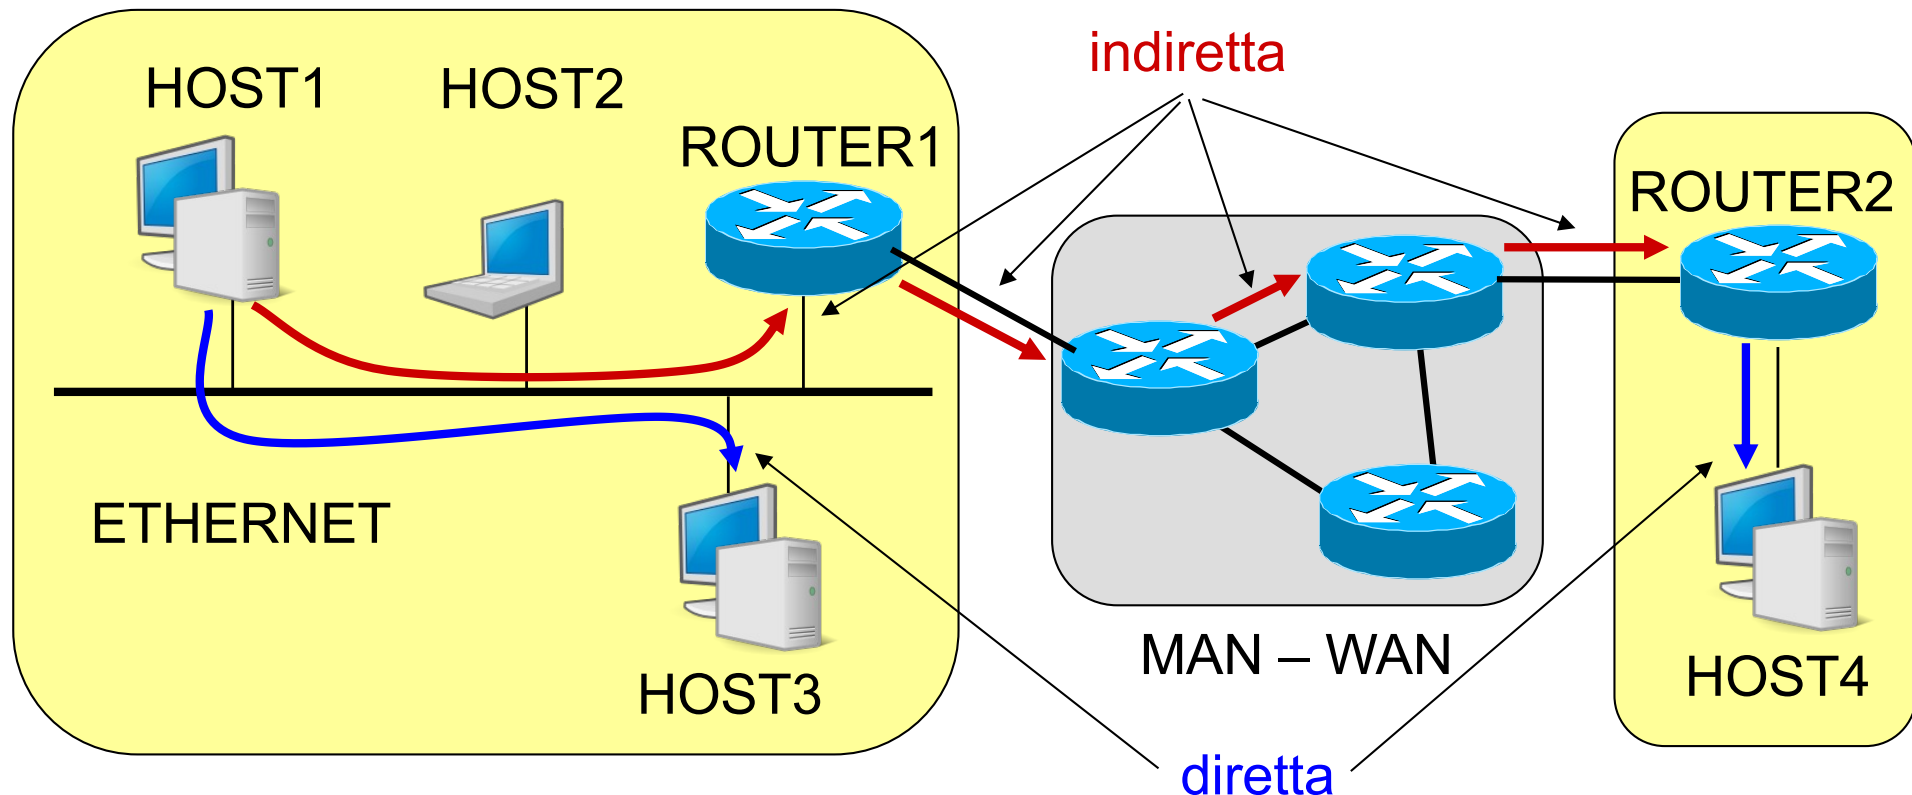 indiretta
HOST1
HOST2
ROUTER1
ROUTER2
ETHERNET
MAN – WAN
HOST3
HOST4
diretta